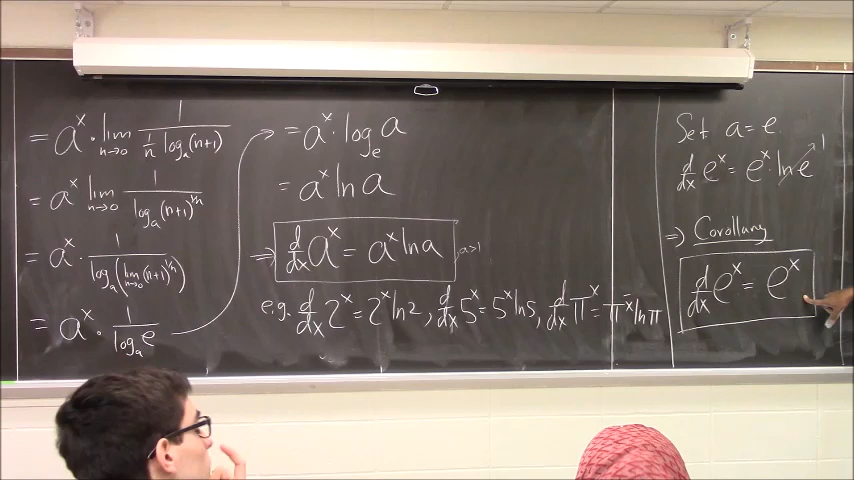 = a^x · lim_{n→0} 1 / (1/n log_a(n+1))
= a^x lim_{n→0} 1 / log_a(n+1)^{1/n}
= a^x · 1 / log_a(lim_{n→0} (n+1)^{1/n})
= a^x · 1 / log_a e
= a^x · log_e a
= a^x ln a
⇒ d/dx a^x = a^x ln a , a>1
e.g. d/dx 2^x = 2^x ln 2, d/dx 5^x = 5^x ln 5, d/dx π^x = π^x ln π
Set a = e.
d/dx e^x = e^x · ln e 1
⇒ Corollary
d/dx e^x = e^x